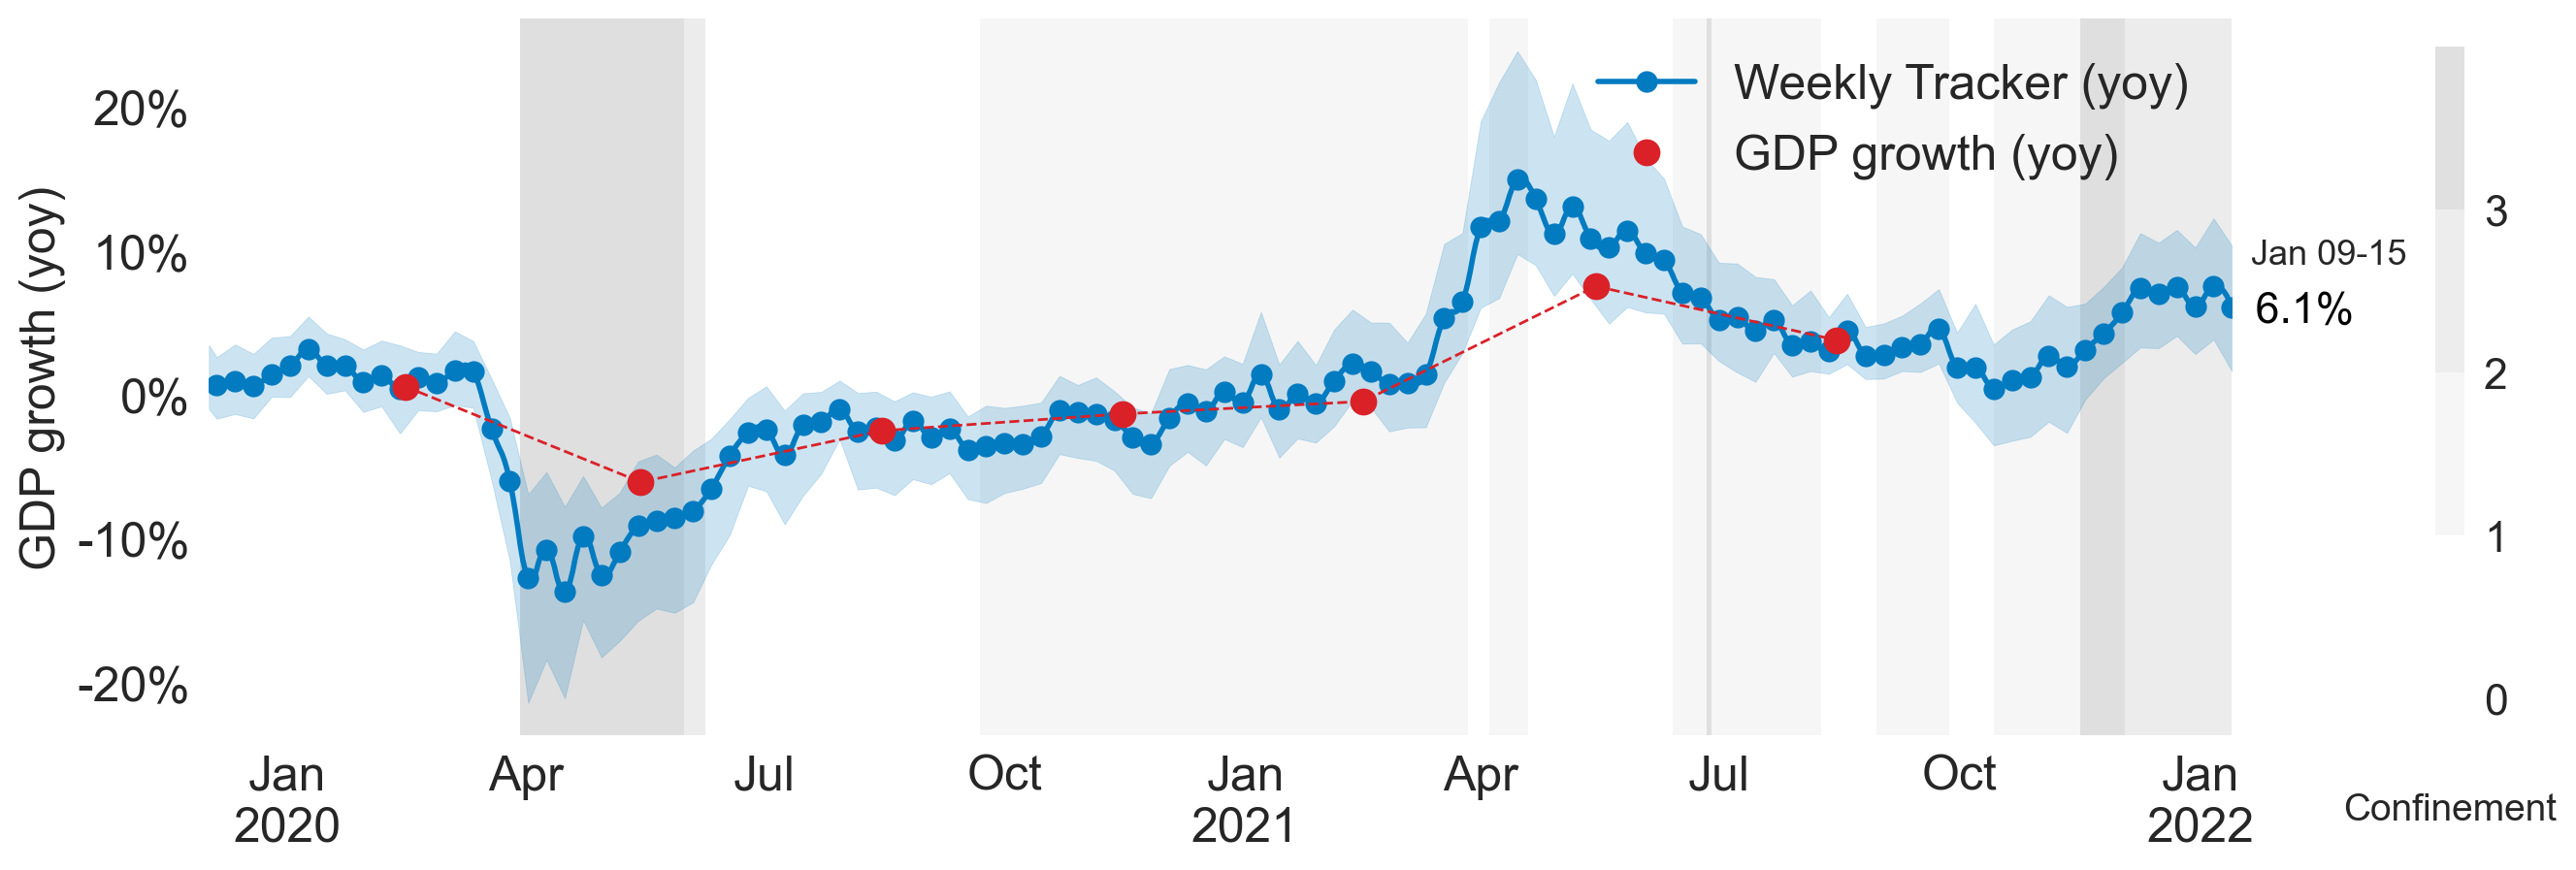 GDP growth (yoy)
20%
10%
0%
-10%
-20%
Weekly Tracker (yoy)
GDP growth (yoy)
Jan 09-15
6.1%
3
2
1
0
Confinement
Jan
2020
Apr
Jul
Oct
Jan
2021
Apr
Jul
Oct
Jan
2022